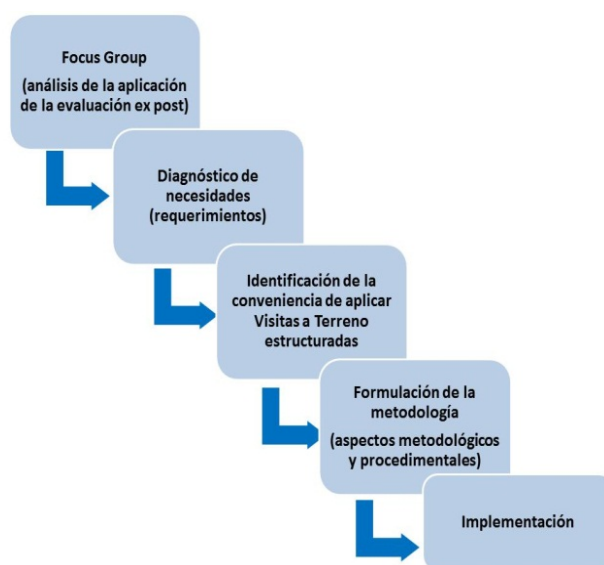 Focus Group
(análisis de la aplicación
de la evaluación ex post)
Diagnóstico de
necesidades
(requerimientos)
Identificación de la
conveniencia de aplicar
Visitas a Terreno
estructuradas
Formulación de la
metodología
(aspectos metodológicos
y procedimentales)
Implementación